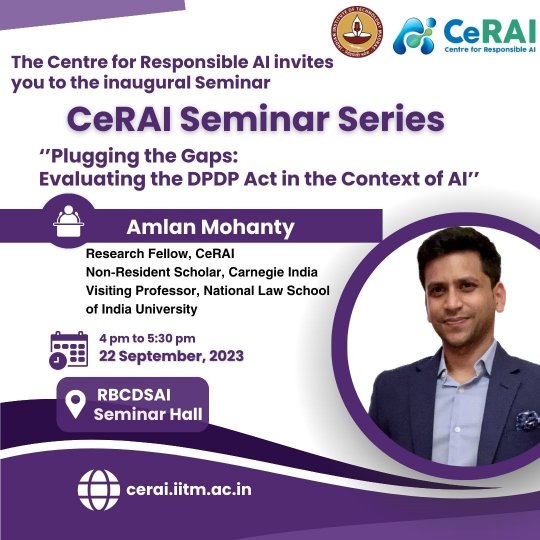 CeRAI
Centre for Responsible AI
The Centre for Responsible AI invites
you to the inaugural Seminar
CeRAI Seminar Series
‘‘Plugging the Gaps:
Evaluating the DPDP Act in the Context of AI’’
Amlan Mohanty
Research Fellow, CeRAI
Non-Resident Scholar, Carnegie India
Visiting Professor, National Law School
of India University
4 pm to 5:30 pm
22 September, 2023
RBCDSAI
Seminar Hall
cerai.iitm.ac.in